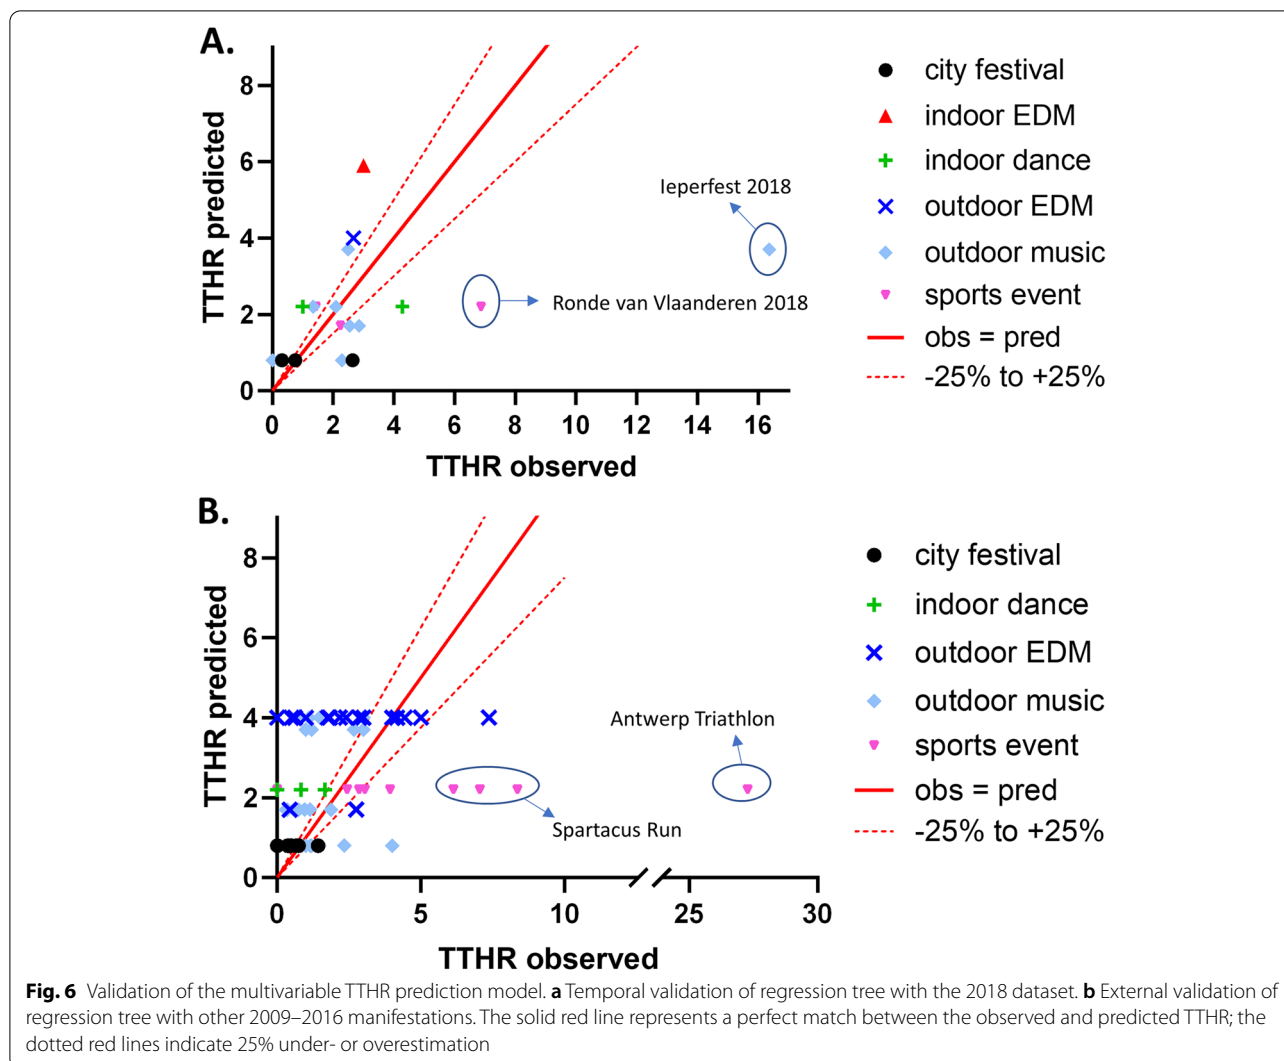 A.
TTHR predicted
8
6
4
2
0
0 2 4 6 8 10 12 14 16
TTHR observed
Ieperfest 2018
Ronde van Vlaanderen 2018
city festival
indoor EDM
indoor dance
outdoor EDM
outdoor music
sports event
obs = pred
-25% to +25%
B.
TTHR predicted
8
6
4
2
0
0 5 10 25 30
TTHR observed
Antwerp Triathlon
Spartacus Run
city festival
indoor dance
outdoor EDM
outdoor music
sports event
obs = pred
-25% to +25%
Fig. 6 Validation of the multivariable TTHR prediction model. a Temporal validation of regression tree with the 2018 dataset. b External validation of
regression tree with other 2009–2016 manifestations. The solid red line represents a perfect match between the observed and predicted TTHR; the
dotted red lines indicate 25% under- or overestimation